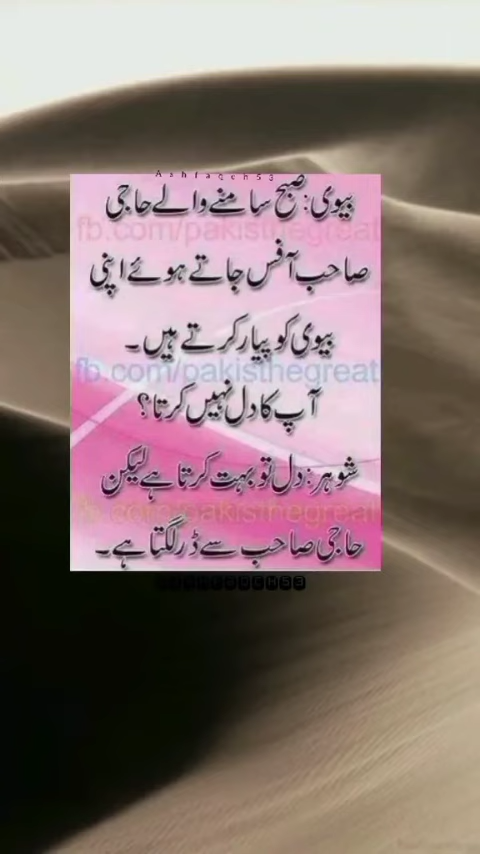 Ashfaqch53
بیوی: صبح سامنے والے حاجی
fb.com/pakisthegreat
صاحب آفس جاتے ہوئے اپنی
بیوی کو پیار کرتے ہیں۔
fb.com/pakisthegreat
آپ کا دل نہیں کرتا؟
شوہر: دل تو بہت کرتا ہے لیکن
fb.com/pakisthegreat
حاجی صاحب سے ڈر لگتا ہے۔
ASHFAQCH53